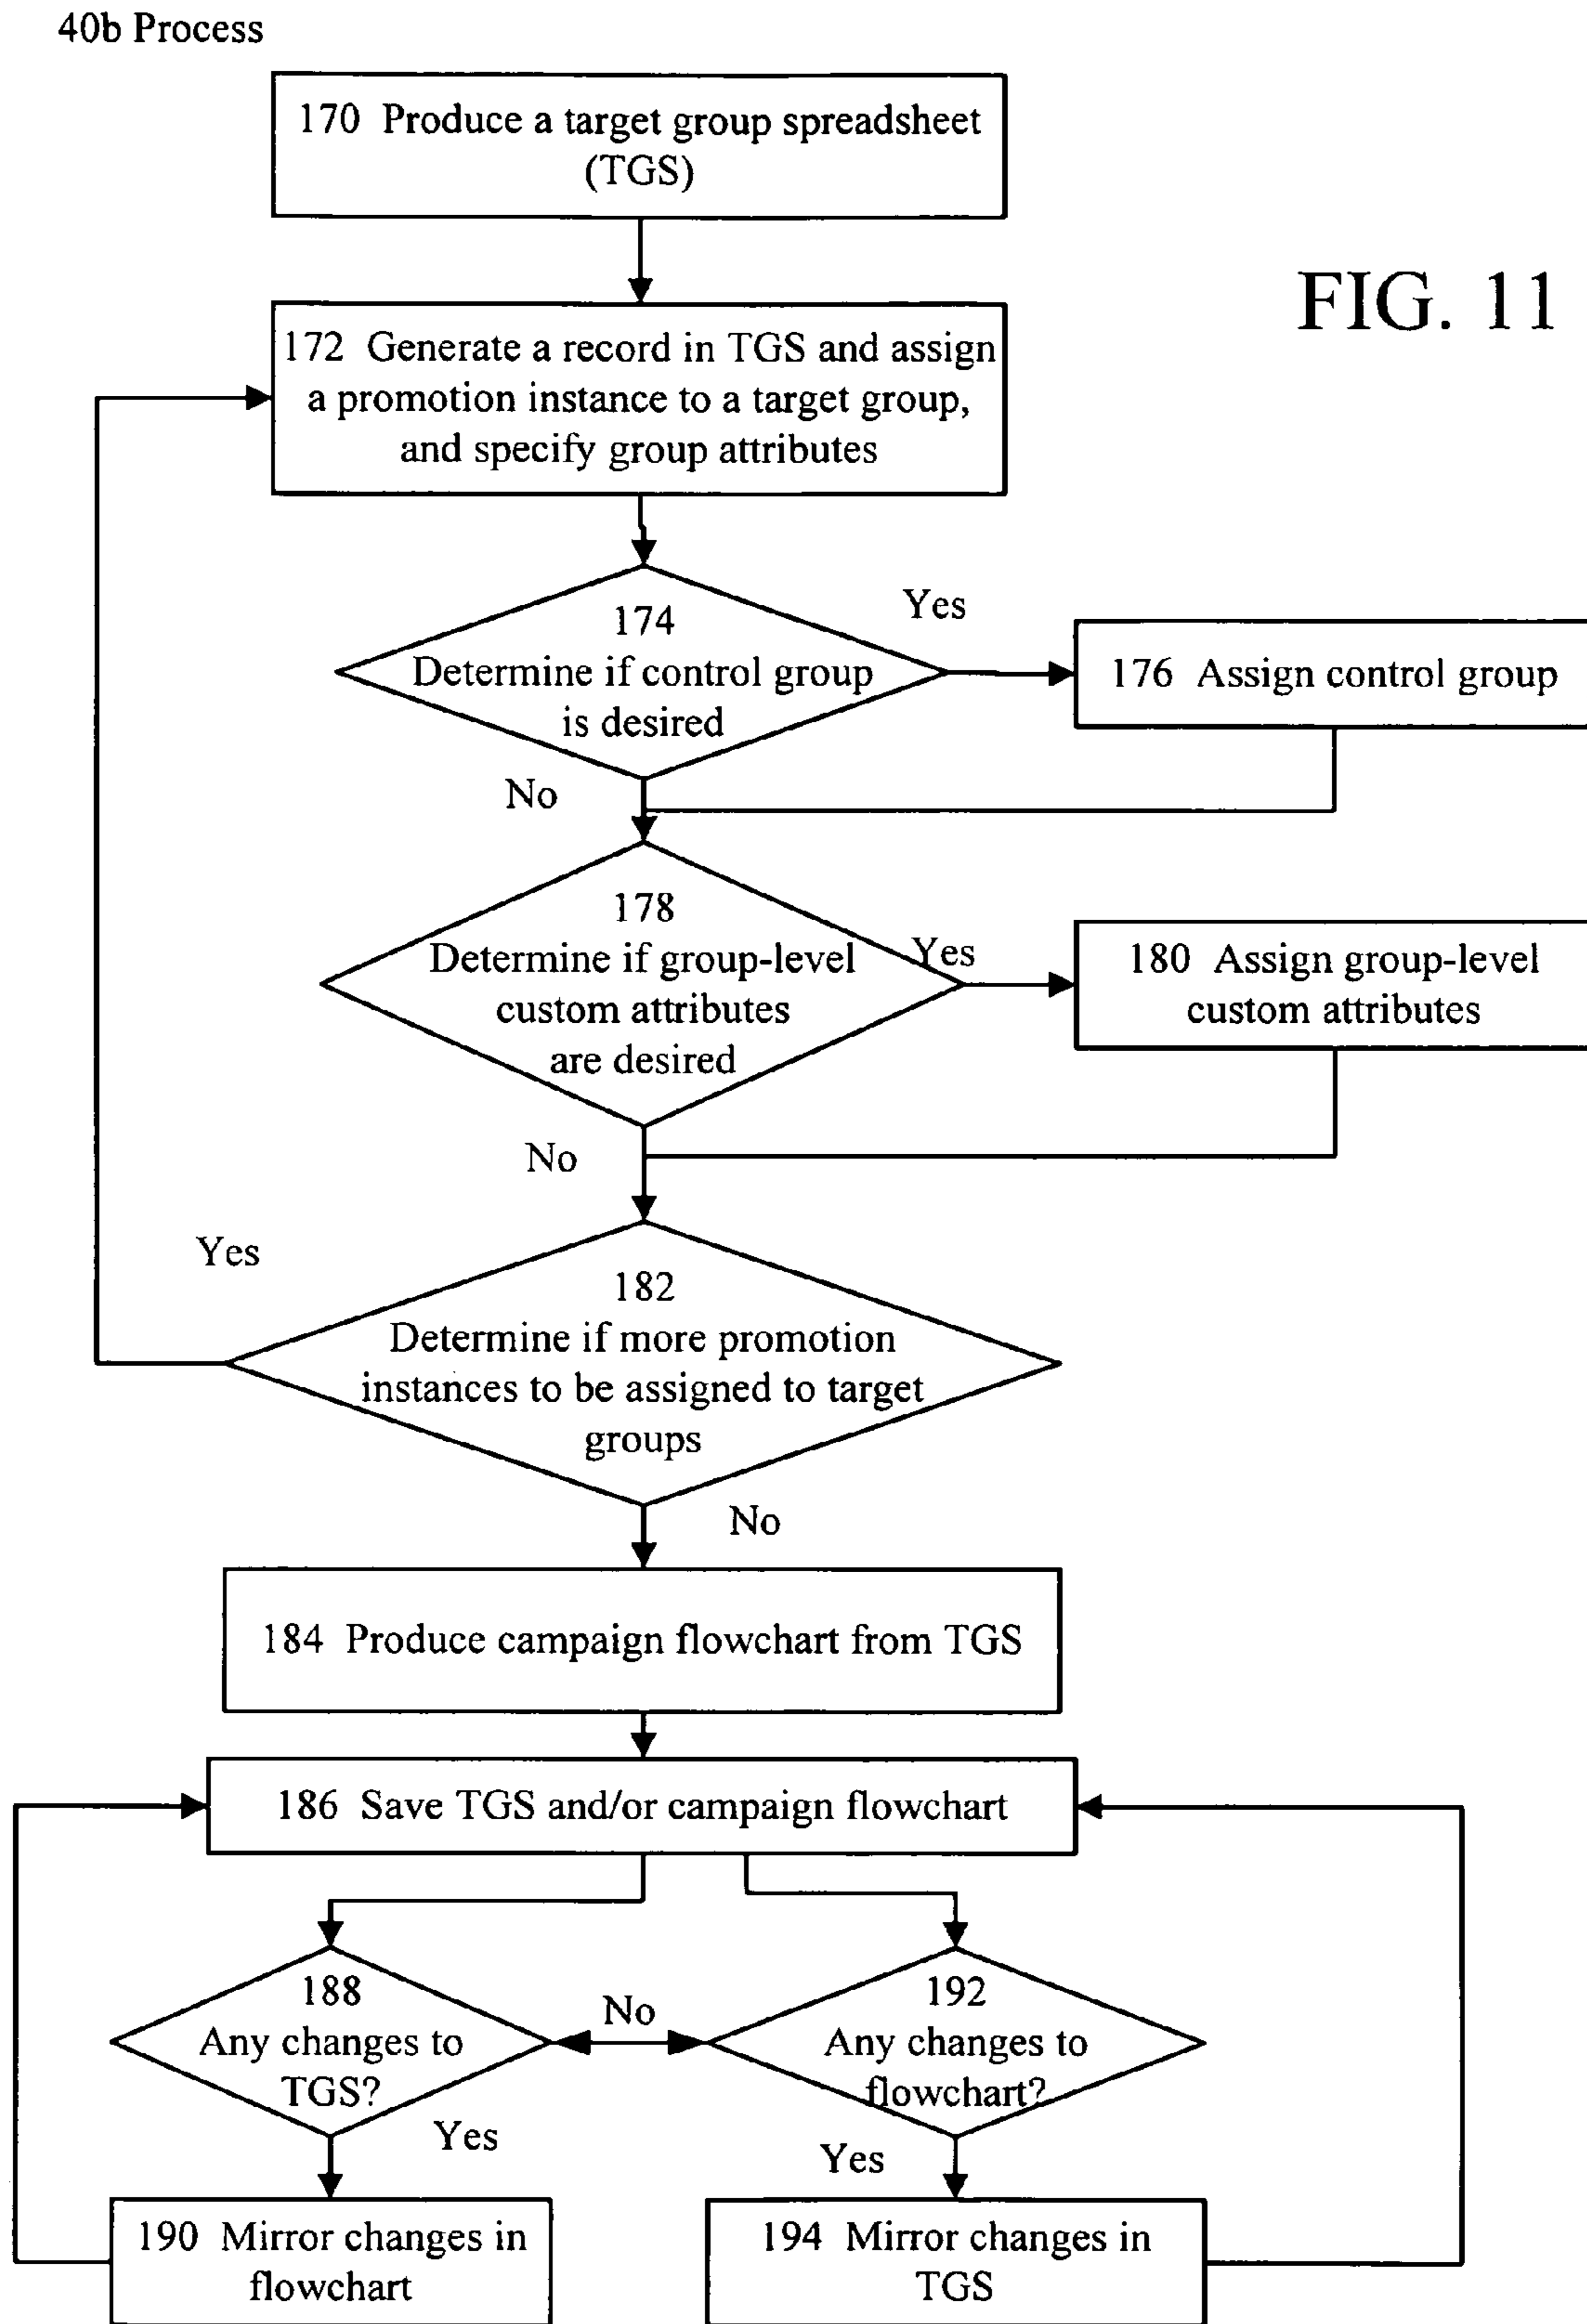 40b Process
170 Produce a target group spreadsheet
(TGS)
FIG. 11
172 Generate a record in TGS and assign
a promotion instance to a target group,
and specify group attributes
174
Determine if control group
is desired
Yes
176 Assign control group
No
178
Determine if group-level
custom attributes
are desired
Yes
180 Assign group-level
custom attributes
No
Yes
182
Determine if more promotion
instances to be assigned to target
groups
No
184 Produce campaign flowchart from TGS
186 Save TGS and/or campaign flowchart
188
Any changes to
TGS?
No
192
Any changes to
flowchart?
Yes
Yes
190 Mirror changes in
flowchart
194 Mirror changes in
TGS